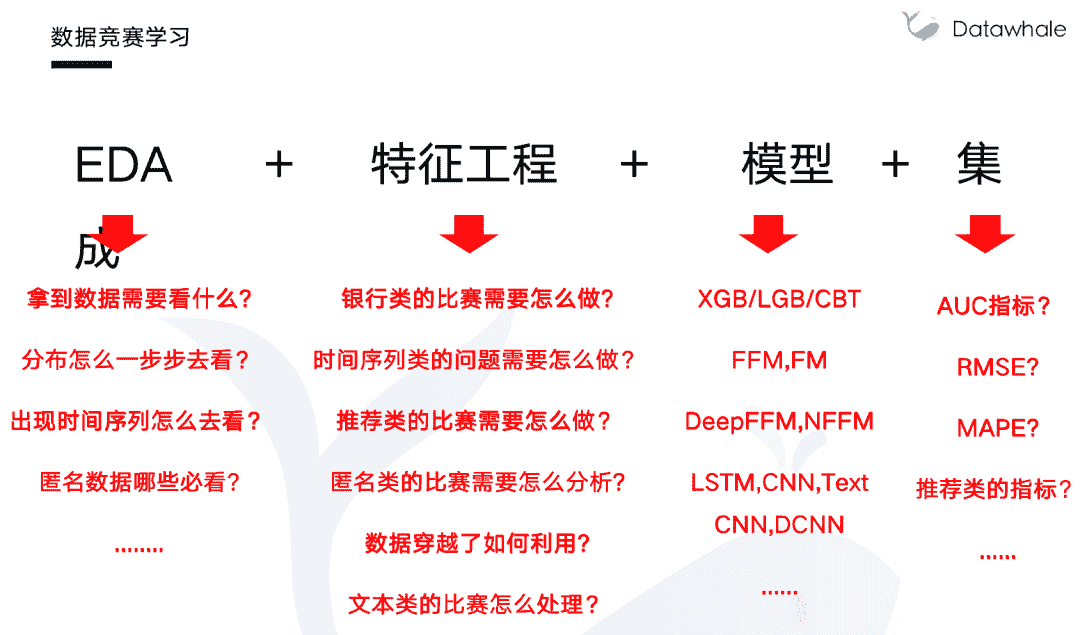 数据竞赛学习
Datawhale
EDA + 特征工程 + 模型 + 集
成
拿到数据需要看什么?
分布怎么一步步去看?
出现时间序列怎么去看?
匿名数据哪些必看?
........
银行类的比赛需要怎么做?
时间序列类的问题需要怎么做?
推荐类的比赛需要怎么做?
匿名类的比赛需要怎么分析?
数据穿越了如何利用?
文本类的比赛怎么处理?
XGB/LGB/CBT
FFM,FM
DeepFFM,NFFM
LSTM,CNN,Text
CNN,DCNN
......
AUC指标?
RMSE?
MAPE?
推荐类的指标?
......